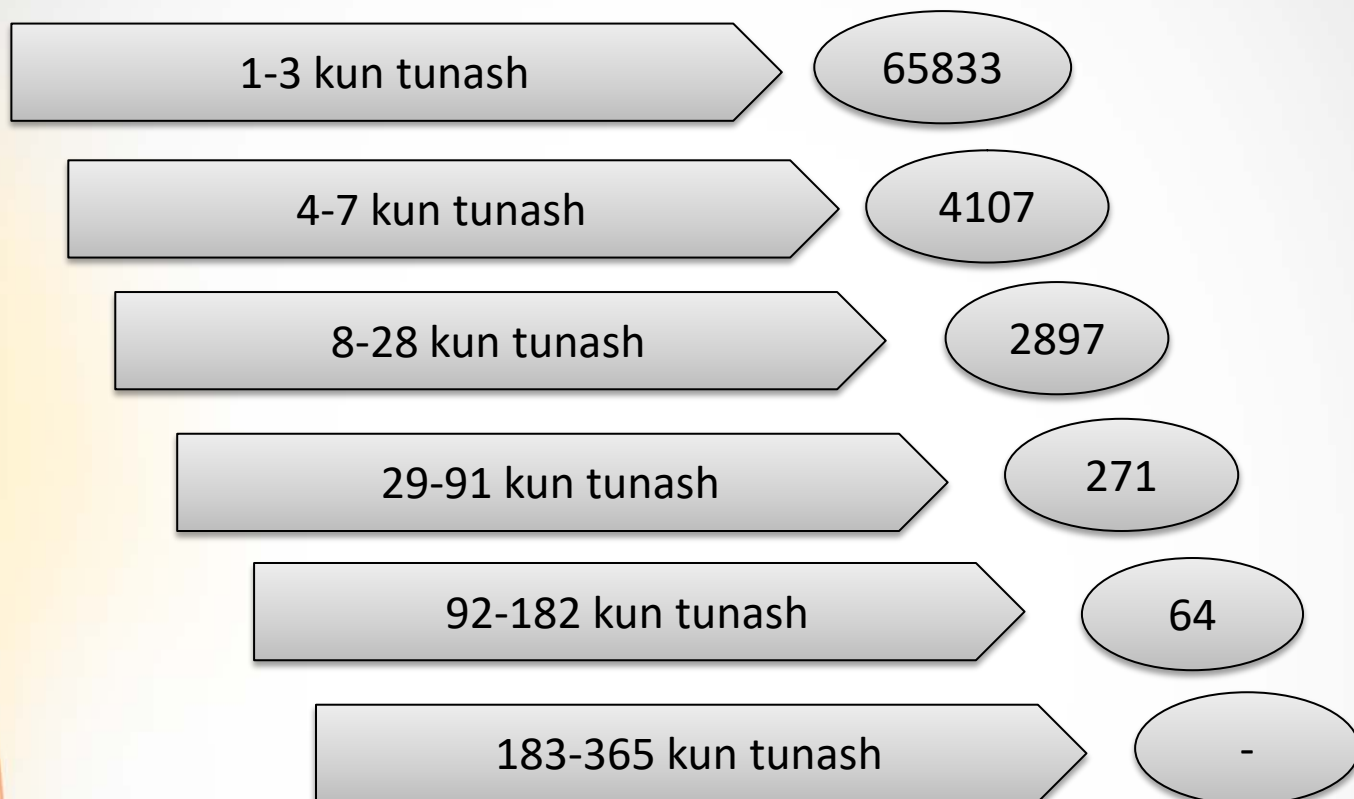 1-3 kun tunash 65833
4-7 kun tunash 4107
8-28 kun tunash 2897
29-91 kun tunash 271
92-182 kun tunash 64
183-365 kun tunash -